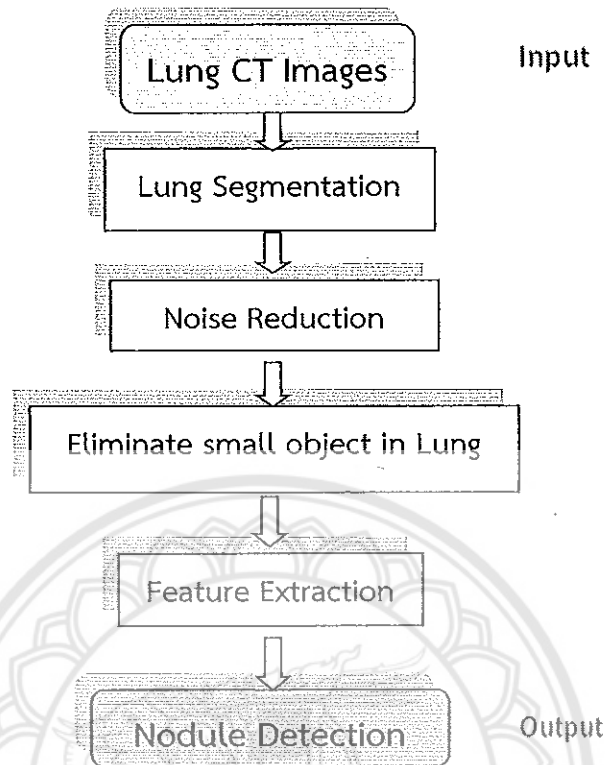 Lung CT Images
Input
Lung Segmentation
Noise Reduction
Eliminate small object in Lung
Feature Extraction
Nodule Detection
Output